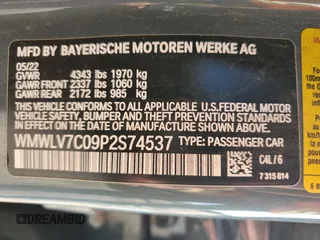 MFD BY BAYERISCHE MOTOREN WERKE AG
05/22
GVWR 4343 lbs 1970 kg
GAWR FRONT 2337 lbs 1060 kg
GAWR REAR 2172 lbs 985 kg
THIS VEHICLE CONFORMS TO ALL APPLICABLE U.S. FEDERAL MOTOR
VEHICLE SAFETY, BUMPER, AND THEFT PREVENTION STANDARDS IN
EFFECT ON THE DATE OF MANUFACTURE SHOWN ABOVE.
WMWLV7C09P2S74537 TYPE: PASSENGER CAR
C4L / 6
7 315 814
© DREAMBID